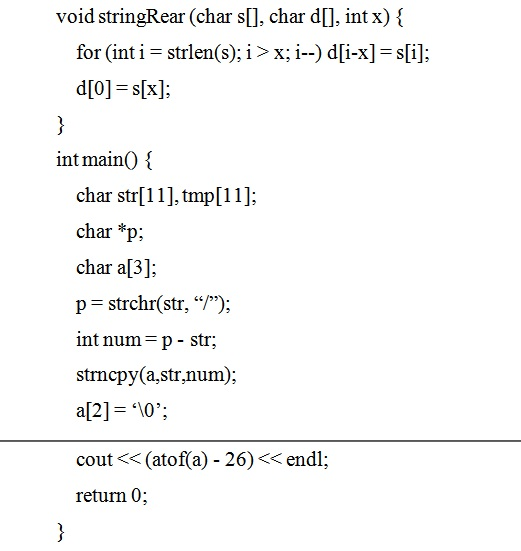 void stringRear (char s[], char d[], int x) {
for (int i = strlen(s); i > x; i--) d[i-x] = s[i];
d[0] = s[x];
}
int main() {
char str[11], tmp[11];
char *p;
char a[3];
p = strchr(str, “/”);
int num = p - str;
strncpy(a,str,num);
a[2] = ‘\0’;
cout << (atof(a) - 26) << endl;
return 0;
}